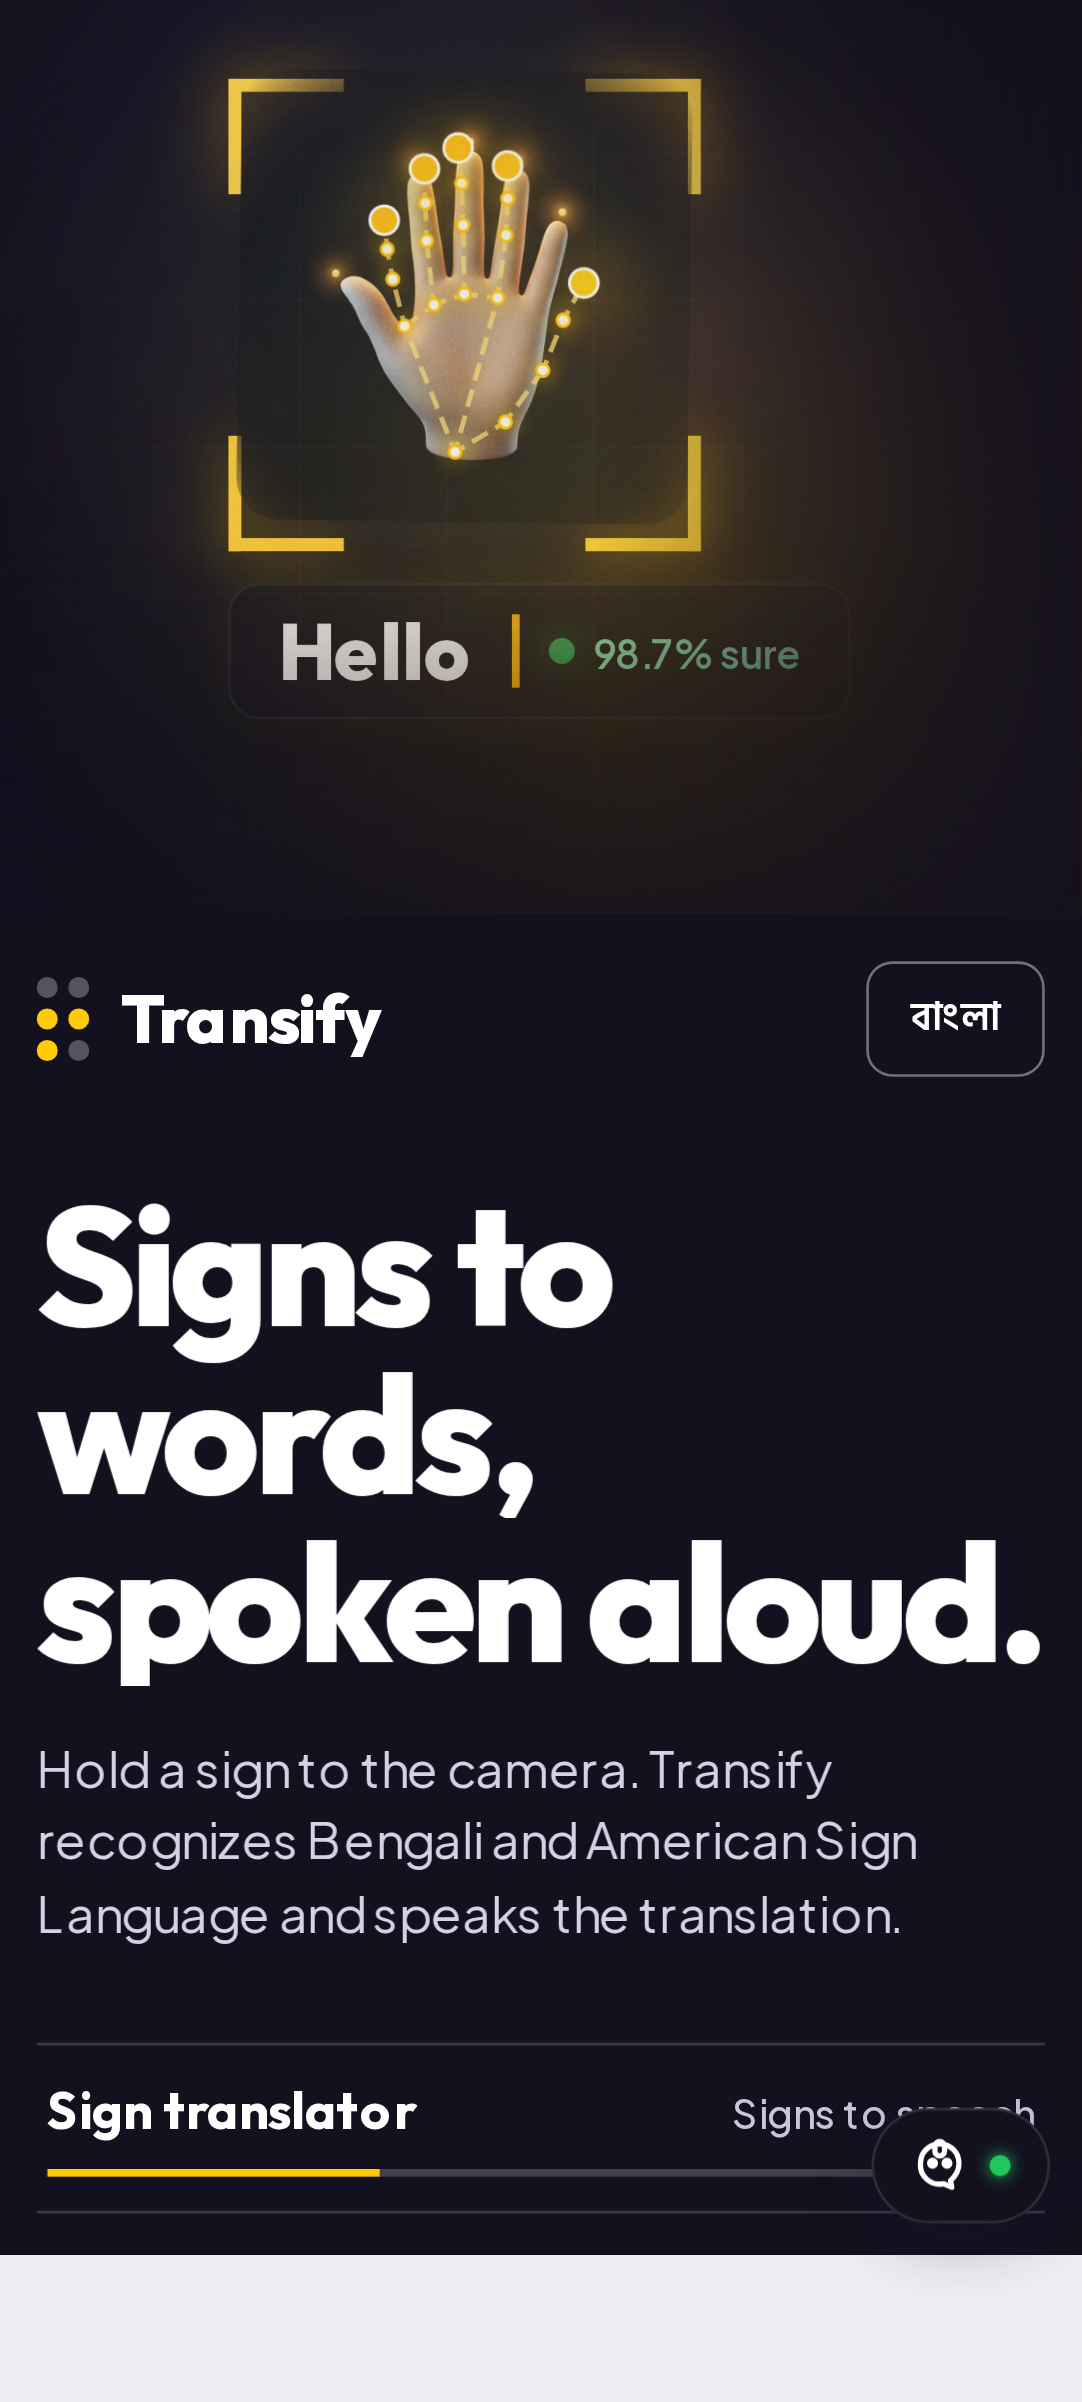 Hello
98.7% sure
Transify
বাংলা
Signs to
words,
spoken aloud.
Hold a sign to the camera. Transify
recognizes Bengali and American Sign
Language and speaks the translation.
Sign translator
Signs to speech